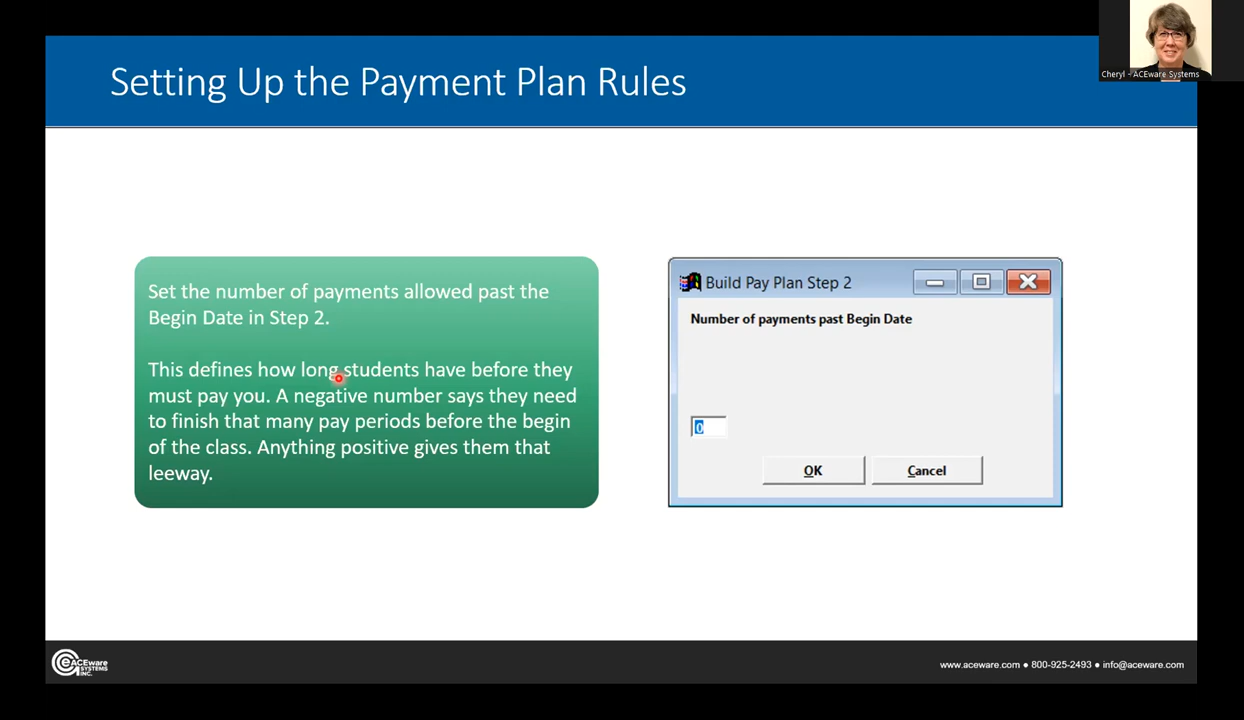 Cheryl - ACEware Systems
Setting Up the Payment Plan Rules
Set the number of payments allowed past the
Begin Date in Step 2.
This defines how long students have before they
must pay you. A negative number says they need
to finish that many pay periods before the begin
of the class. Anything positive gives them that
leeway.
Build Pay Plan Step 2
Number of payments past Begin Date
0
OK
Cancel
ACEware
SYSTEMS
INC.
www.aceware.com ● 800-925-2493 ● info@aceware.com